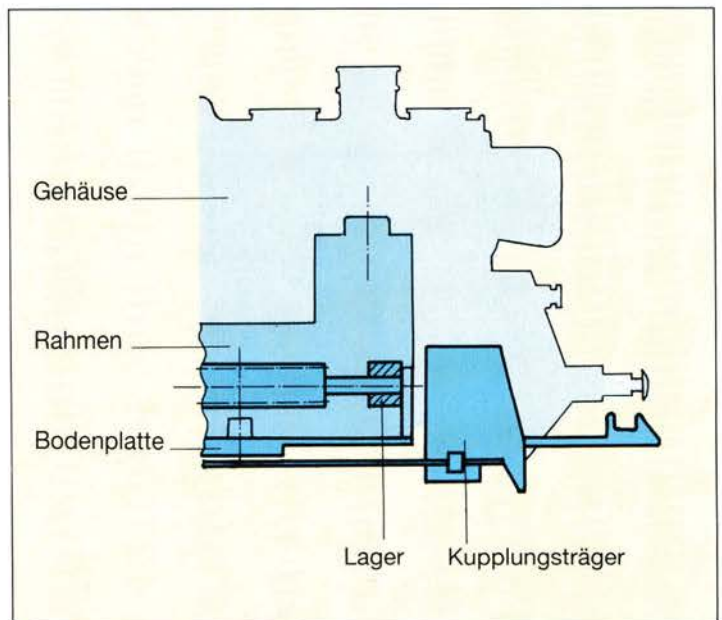 Gehäuse
Rahmen
Bodenplatte
Lager
Kupplungsträger